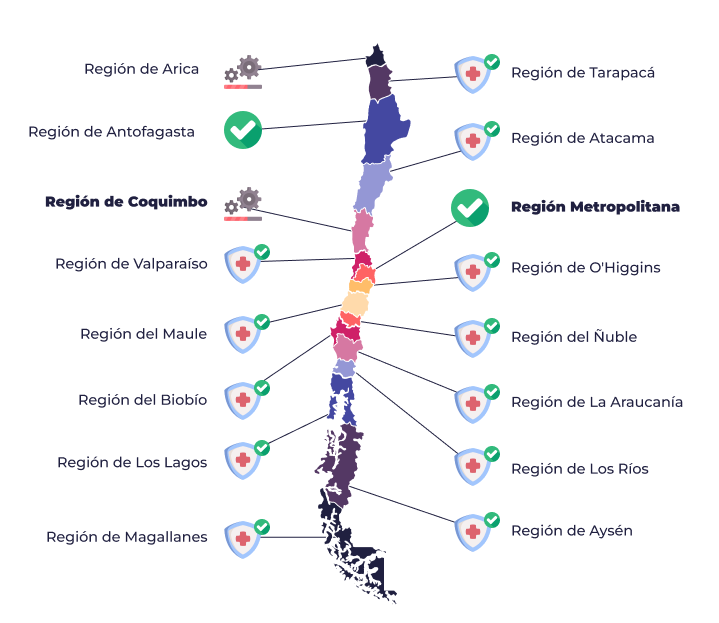 Región de Arica
Región de Tarapacá
Región de Antofagasta
Región de Atacama
Región de Coquimbo
Región Metropolitana
Región de Valparaíso
Región de O'Higgins
Región del Maule
Región del Ñuble
Región del Biobío
Región de La Araucanía
Región de Los Lagos
Región de Los Ríos
Región de Magallanes
Región de Aysén